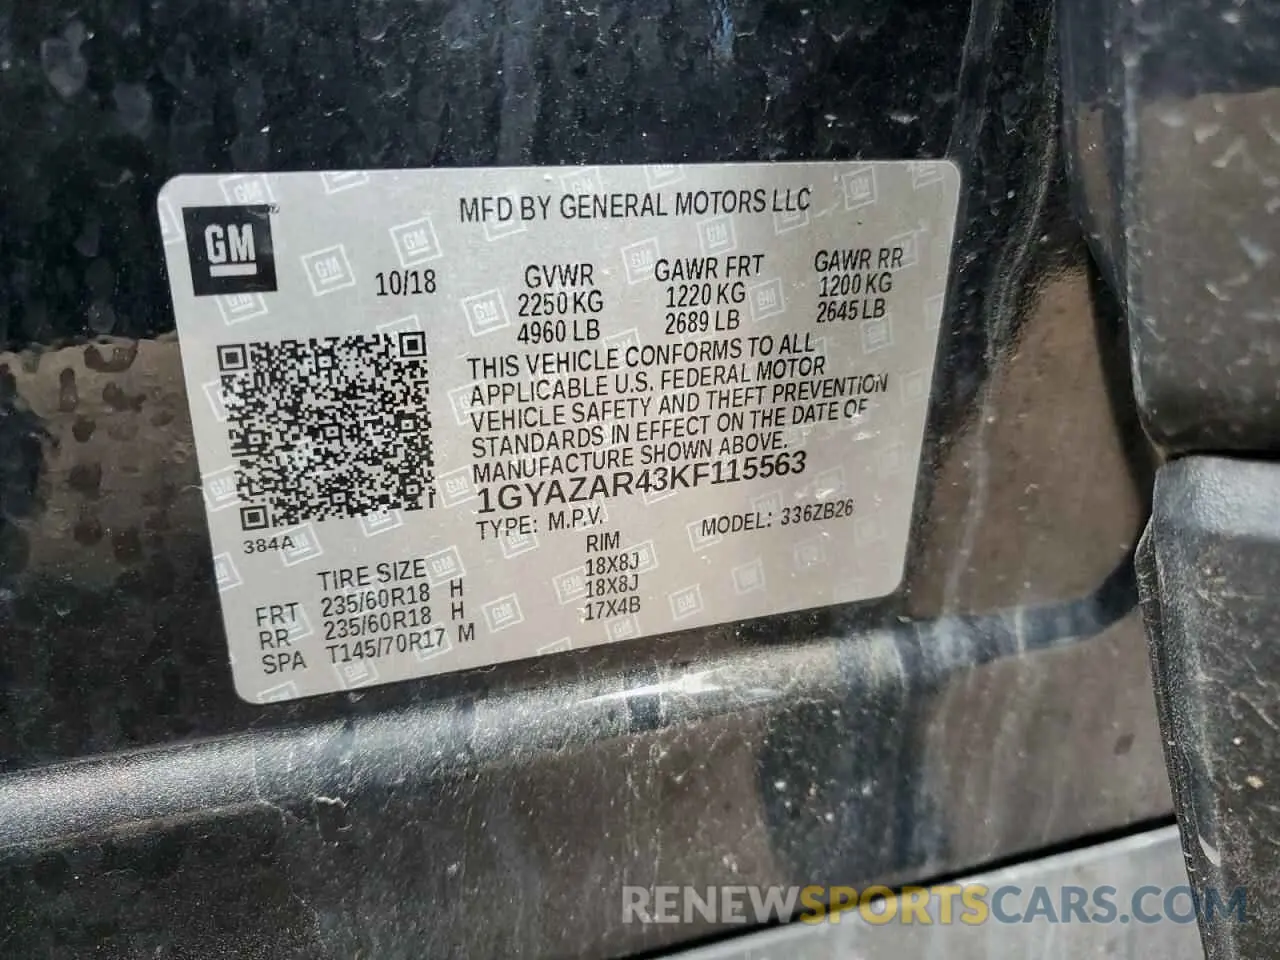 GM
MFD BY GENERAL MOTORS LLC
10/18
GVWR
2250 KG
4960 LB
GAWR FRT
1220 KG
2689 LB
GAWR RR
1200 KG
2645 LB
THIS VEHICLE CONFORMS TO ALL
APPLICABLE U.S. FEDERAL MOTOR
VEHICLE SAFETY AND THEFT PREVENTION
STANDARDS IN EFFECT ON THE DATE OF
MANUFACTURE SHOWN ABOVE.
1GYAZAR43KF115563
TYPE: M.P.V. MODEL: 336ZB26
384A
TIRE SIZE RIM
FRT 235/60R18 H 18X8J
RR 235/60R18 H 18X8J
SPA T145/70R17 M 17X4B
RENEWSPORTSCARS.COM